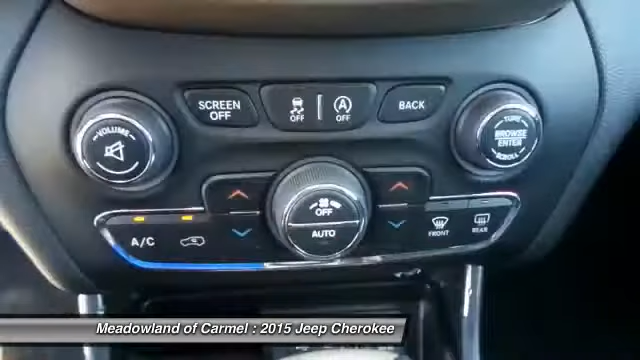 SCREEN OFF
OFF
OFF
BACK
VOLUME
TUNE
BROWSE
ENTER
SCROLL
OFF
AUTO
A/C
FRONT
REAR
Meadowland of Carmel : 2015 Jeep Cherokee